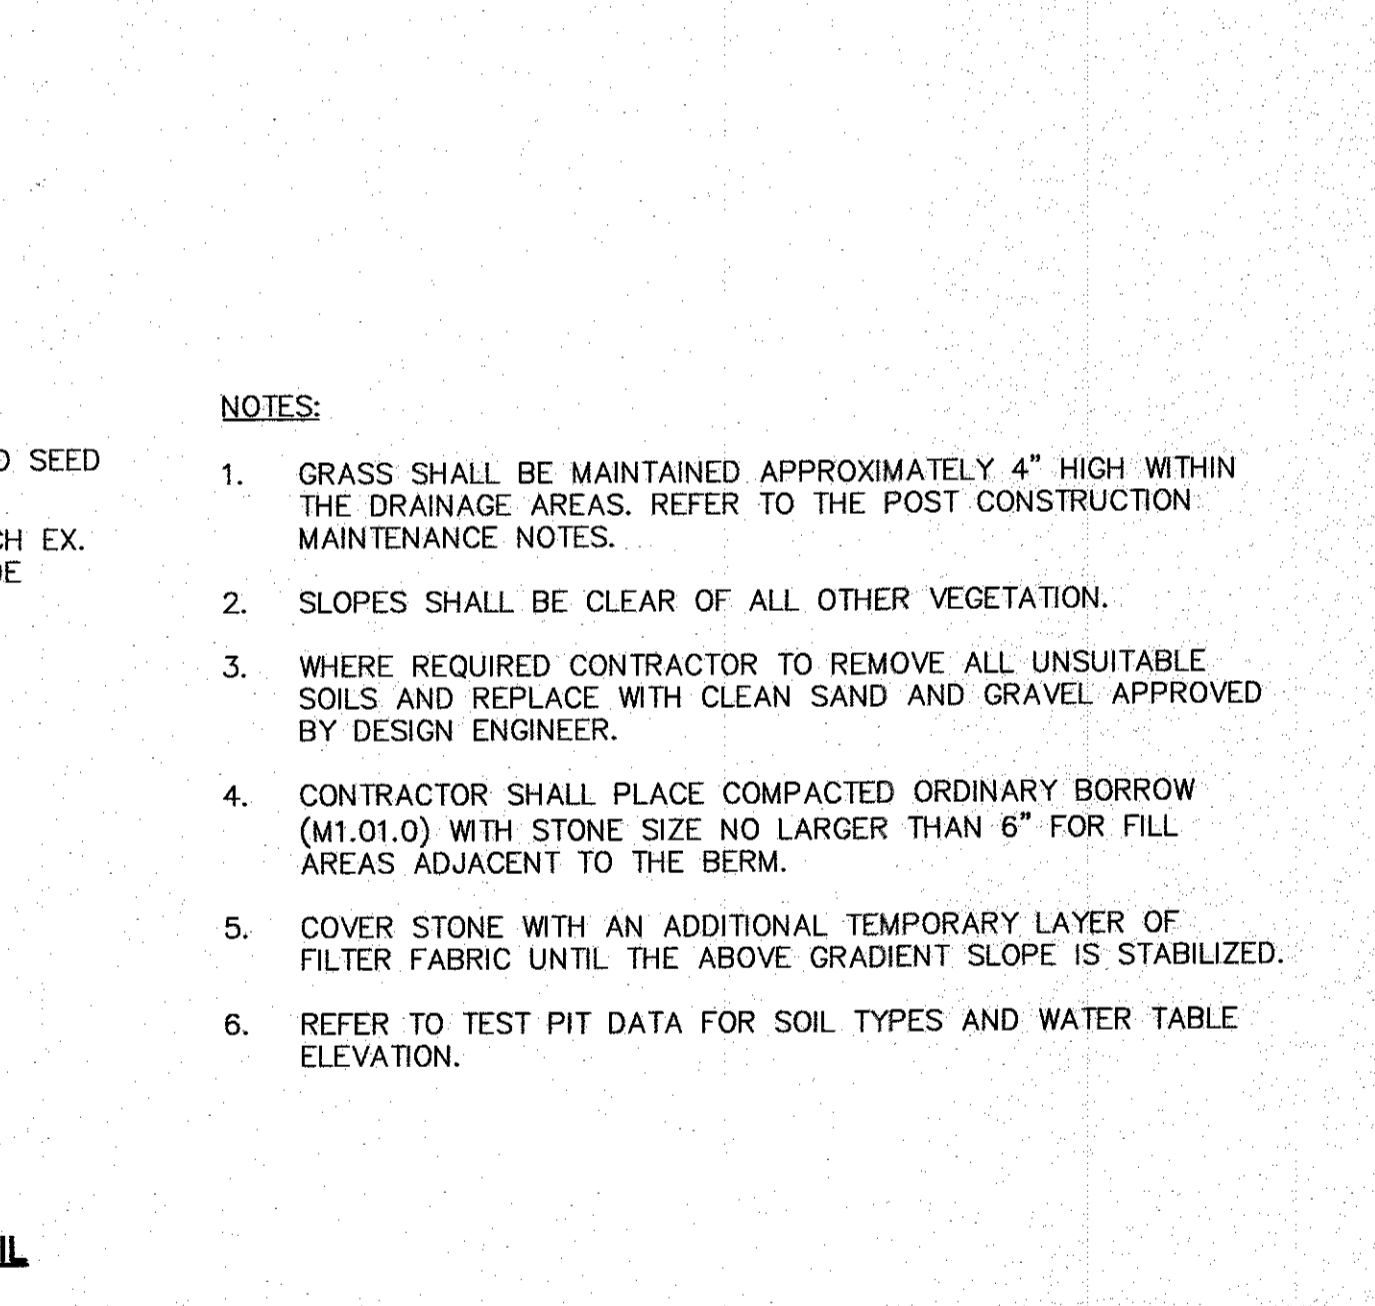 SEED
EX.
NOTES:
1. GRASS SHALL BE MAINTAINED APPROXIMATELY 4" HIGH WITHIN
THE DRAINAGE AREAS. REFER TO THE POST CONSTRUCTION
MAINTENANCE NOTES.
2. SLOPES SHALL BE CLEAR OF ALL OTHER VEGETATION.
3. WHERE REQUIRED CONTRACTOR TO REMOVE ALL UNSUITABLE
SOILS AND REPLACE WITH CLEAN SAND AND GRAVEL APPROVED
BY DESIGN ENGINEER.
4. CONTRACTOR SHALL PLACE COMPACTED ORDINARY BORROW
(M1.01.0) WITH STONE SIZE NO LARGER THAN 6" FOR FILL
AREAS ADJACENT TO THE BERM.
5. COVER STONE WITH AN ADDITIONAL TEMPORARY LAYER OF
FILTER FABRIC UNTIL THE ABOVE GRADIENT SLOPE IS STABILIZED.
6. REFER TO TEST PIT DATA FOR SOIL TYPES AND WATER TABLE
ELEVATION.